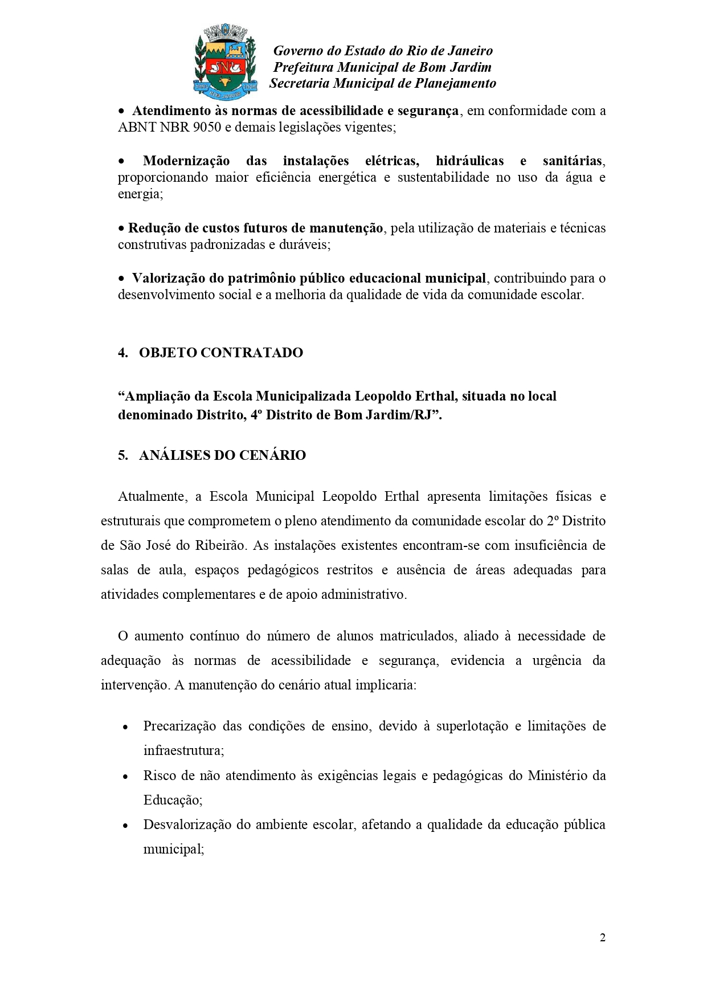 Governo do Estado do Rio de Janeiro
Prefeitura Municipal de Bom Jardim
Secretaria Municipal de Planejamento
1893 1924
BOM JARDIM
• Atendimento às normas de acessibilidade e segurança, em conformidade com a
ABNT NBR 9050 e demais legislações vigentes;
• Modernização das instalações elétricas, hidráulicas e sanitárias,
proporcionando maior eficiência energética e sustentabilidade no uso da água e
energia;
• Redução de custos futuros de manutenção, pela utilização de materiais e técnicas
construtivas padronizadas e duráveis;
• Valorização do patrimônio público educacional municipal, contribuindo para o
desenvolvimento social e a melhoria da qualidade de vida da comunidade escolar.
4. OBJETO CONTRATADO
“Ampliação da Escola Municipalizada Leopoldo Erthal, situada no local
denominado Distrito, 4º Distrito de Bom Jardim/RJ”.
5. ANÁLISES DO CENÁRIO
Atualmente, a Escola Municipal Leopoldo Erthal apresenta limitações físicas e
estruturais que comprometem o pleno atendimento da comunidade escolar do 2º Distrito
de São José do Ribeirão. As instalações existentes encontram-se com insuficiência de
salas de aula, espaços pedagógicos restritos e ausência de áreas adequadas para
atividades complementares e de apoio administrativo.
O aumento contínuo do número de alunos matriculados, aliado à necessidade de
adequação às normas de acessibilidade e segurança, evidencia a urgência da
intervenção. A manutenção do cenário atual implicaria:
• Precarização das condições de ensino, devido à superlotação e limitações de
infraestrutura;
• Risco de não atendimento às exigências legais e pedagógicas do Ministério da
Educação;
• Desvalorização do ambiente escolar, afetando a qualidade da educação pública
municipal;
2